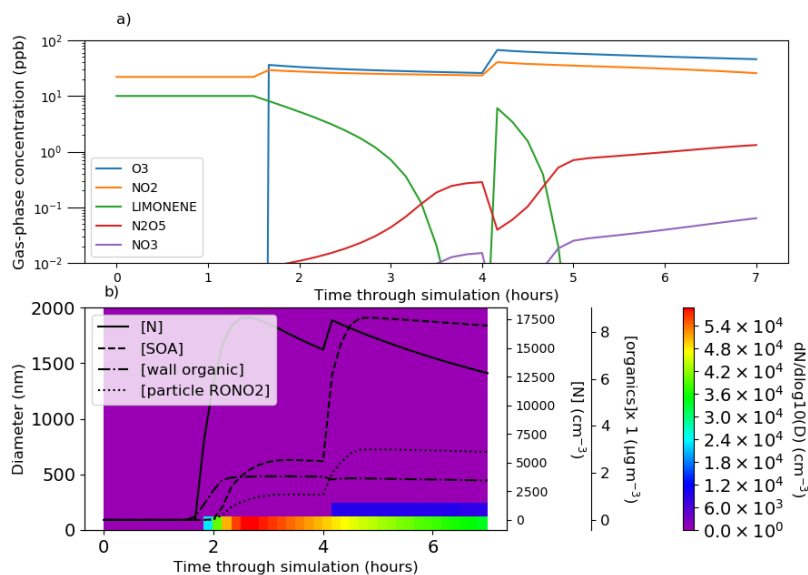 a)
Gas-phase concentration (ppb)
10²
10¹
10⁰
10⁻¹
10⁻²
O3
NO2
LIMONENE
N2O5
NO3
0 1 2 3 4 5 6 7
Time through simulation (hours)
b)
Diameter (nm)
2000
1500
1000
500
0
[N]
[SOA]
[wall organic]
[particle RONO2]
0 2 4 6
Time through simulation (hours)
17500
15000
12500
10000
7500
5000
2500
0
[N] (cm⁻³)
8
6
4
2
0
[organics]x 1 (μg m⁻³)
5.4 × 10⁴
4.8 × 10⁴
4.2 × 10⁴
3.6 × 10⁴
3.0 × 10⁴
2.4 × 10⁴
1.8 × 10⁴
1.2 × 10⁴
6.0 × 10³
0.0 × 10⁰
dN/dlog10(D) (cm⁻³)